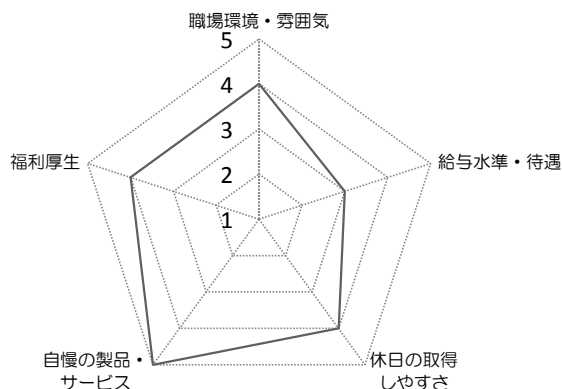 職場環境・雰囲気
5
4
3
2
1
福利厚生
給与水準・待遇
自慢の製品・
サービス
休日の取得
しやすさ